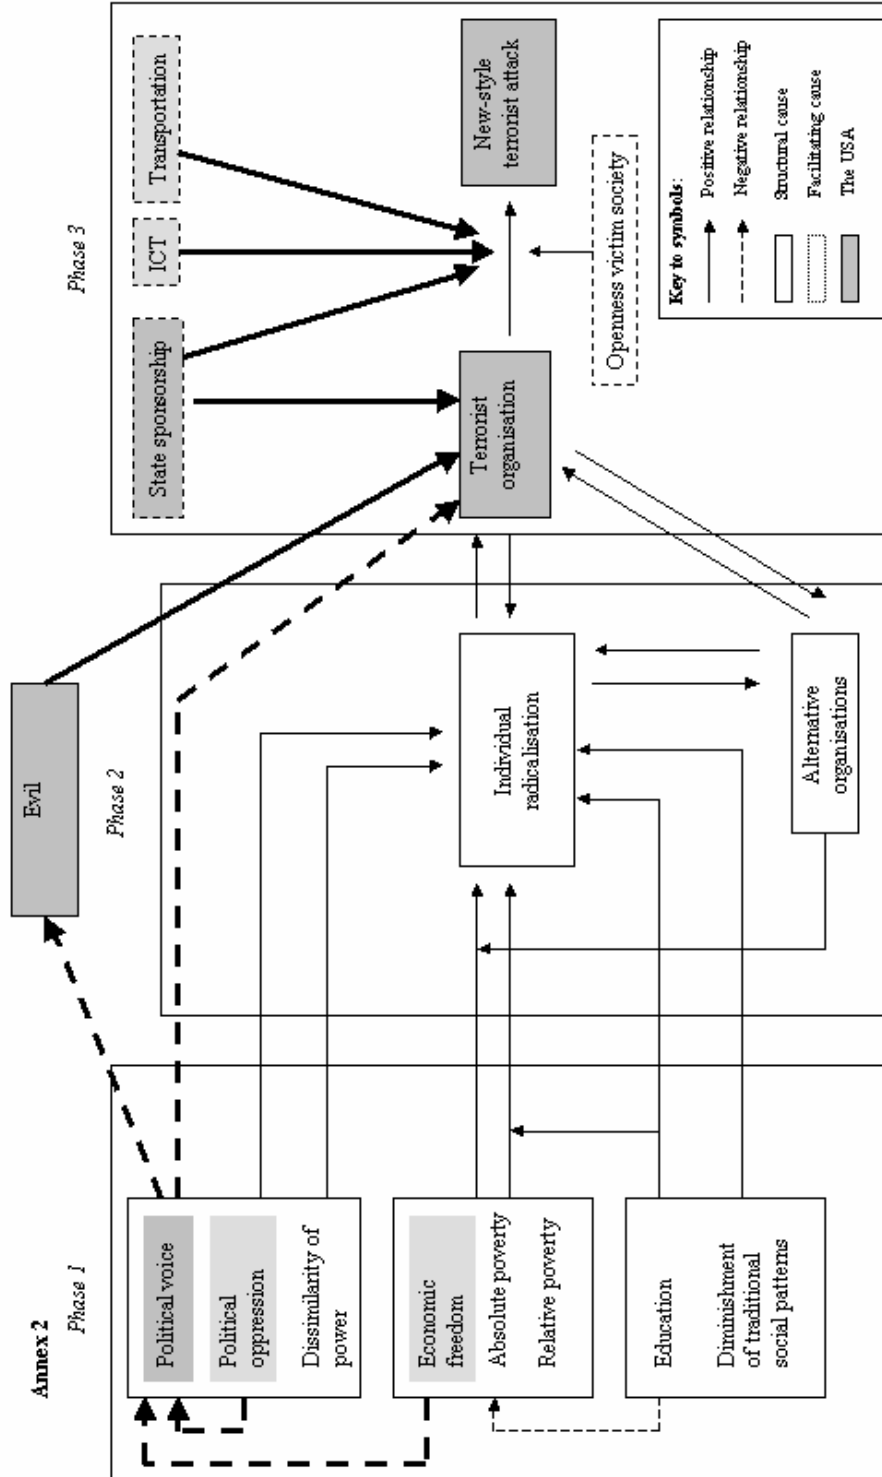 Annex 2
Phase 1
Phase 2
Phase 3
Political voice
Political
oppression
Dissimilarity of
power
Economic
freedom
Absolute poverty
Relative poverty
Education
Diminishment
of traditional
social patterns
Evil
Individual
radicalisation
Alternative
organisations
State sponsorship
ICT
Transportation
Terrorist
organisation
New-style
terrorist attack
Openness victim society
Key to symbols:
Positive relationship
Negative relationship
Structural cause
Facilitating cause
The USA